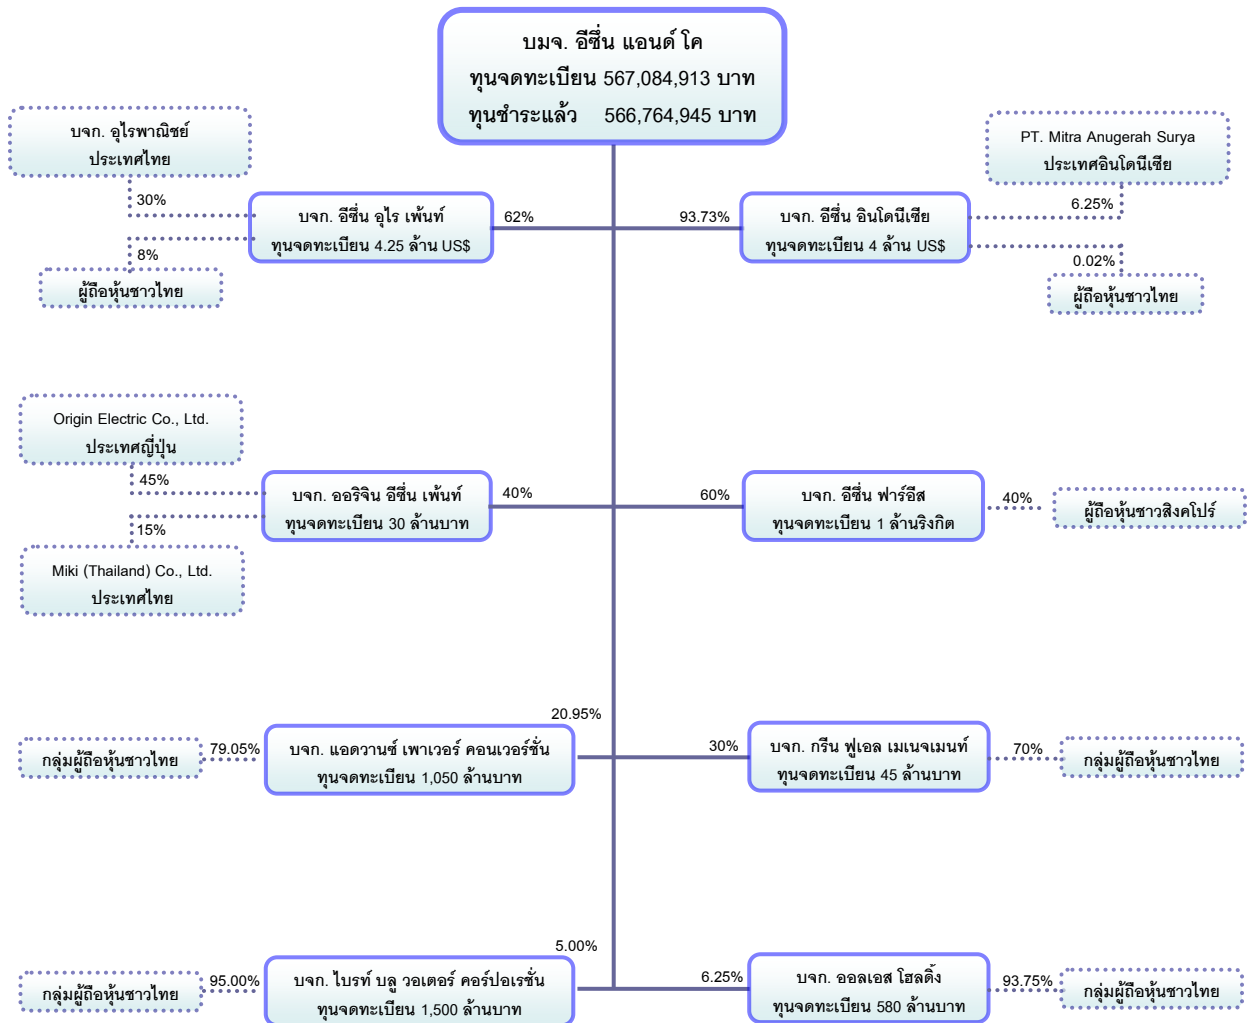 บมจ. อีซึ่น แอนด์ โค
ทุนจดทะเบียน 567,084,913 บาท
ทุนชำระแล้ว 566,764,945 บาท
บจก. อุไรพาณิชย์
ประเทศไทย
30%
PT. Mitra Anugerah Surya
ประเทศอินโดนีเซีย
6.25%
บจก. อีซึ่น อุไร เพ้นท์
ทุนจดทะเบียน 4.25 ล้าน US$
62%
93.73%
บจก. อีซึ่น อินโดนีเซีย
ทุนจดทะเบียน 4 ล้าน US$
8%
ผู้ถือหุ้นชาวไทย
0.02%
ผู้ถือหุ้นชาวไทย
Origin Electric Co., Ltd.
ประเทศญี่ปุ่น
45%
บจก. ออริจิน อีซึ่น เพ้นท์
ทุนจดทะเบียน 30 ล้านบาท
40%
60%
บจก. อีซึ่น ฟาร์อีส
ทุนจดทะเบียน 1 ล้านริงกิต
40%
ผู้ถือหุ้นชาวสิงคโปร์
15%
Miki (Thailand) Co., Ltd.
ประเทศไทย
กลุ่มผู้ถือหุ้นชาวไทย
79.05%
บจก. แอดวานซ์ เพาเวอร์ คอนเวอร์ชั่น
ทุนจดทะเบียน 1,050 ล้านบาท
20.95%
30%
บจก. กรีน ฟูเอล เมเนจเมนท์
ทุนจดทะเบียน 45 ล้านบาท
70%
กลุ่มผู้ถือหุ้นชาวไทย
กลุ่มผู้ถือหุ้นชาวไทย
95.00%
บจก. ไบรท์ บลู วอเตอร์ คอร์ปอเรชั่น
ทุนจดทะเบียน 1,500 ล้านบาท
5.00%
6.25%
บจก. ออลเอส โฮลดิ้ง
ทุนจดทะเบียน 580 ล้านบาท
93.75%
กลุ่มผู้ถือหุ้นชาวไทย